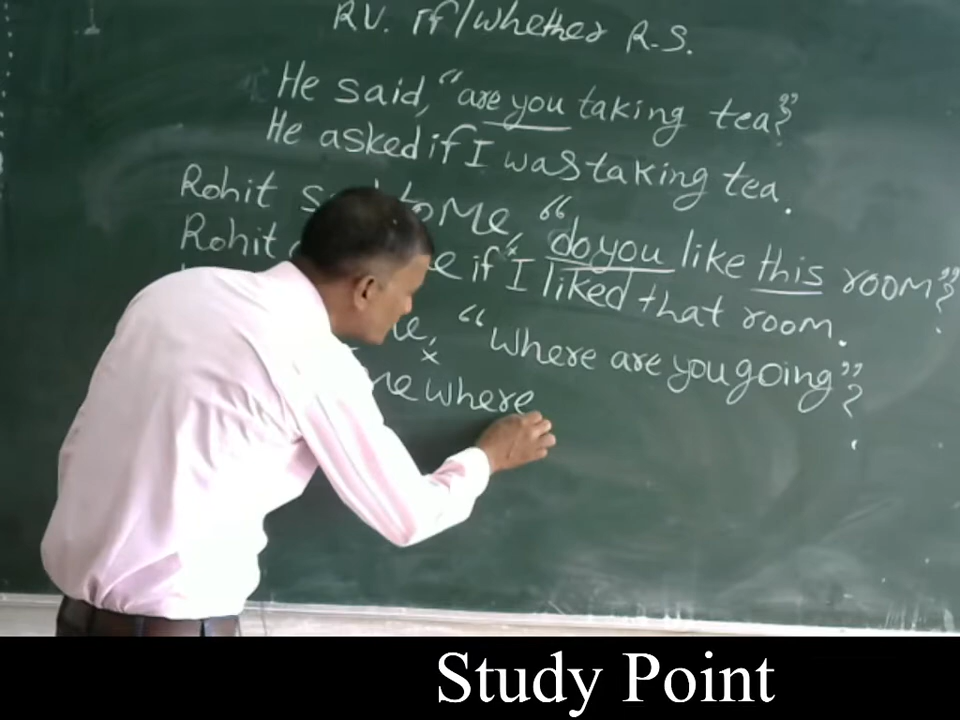 RV. if/whether R.S.
He said, "are you taking tea?"
He asked if I was taking tea.
Rohit to Me, "do you like this room"?
Rohit if I liked that room.
"where are you going"?
me where
Study Point